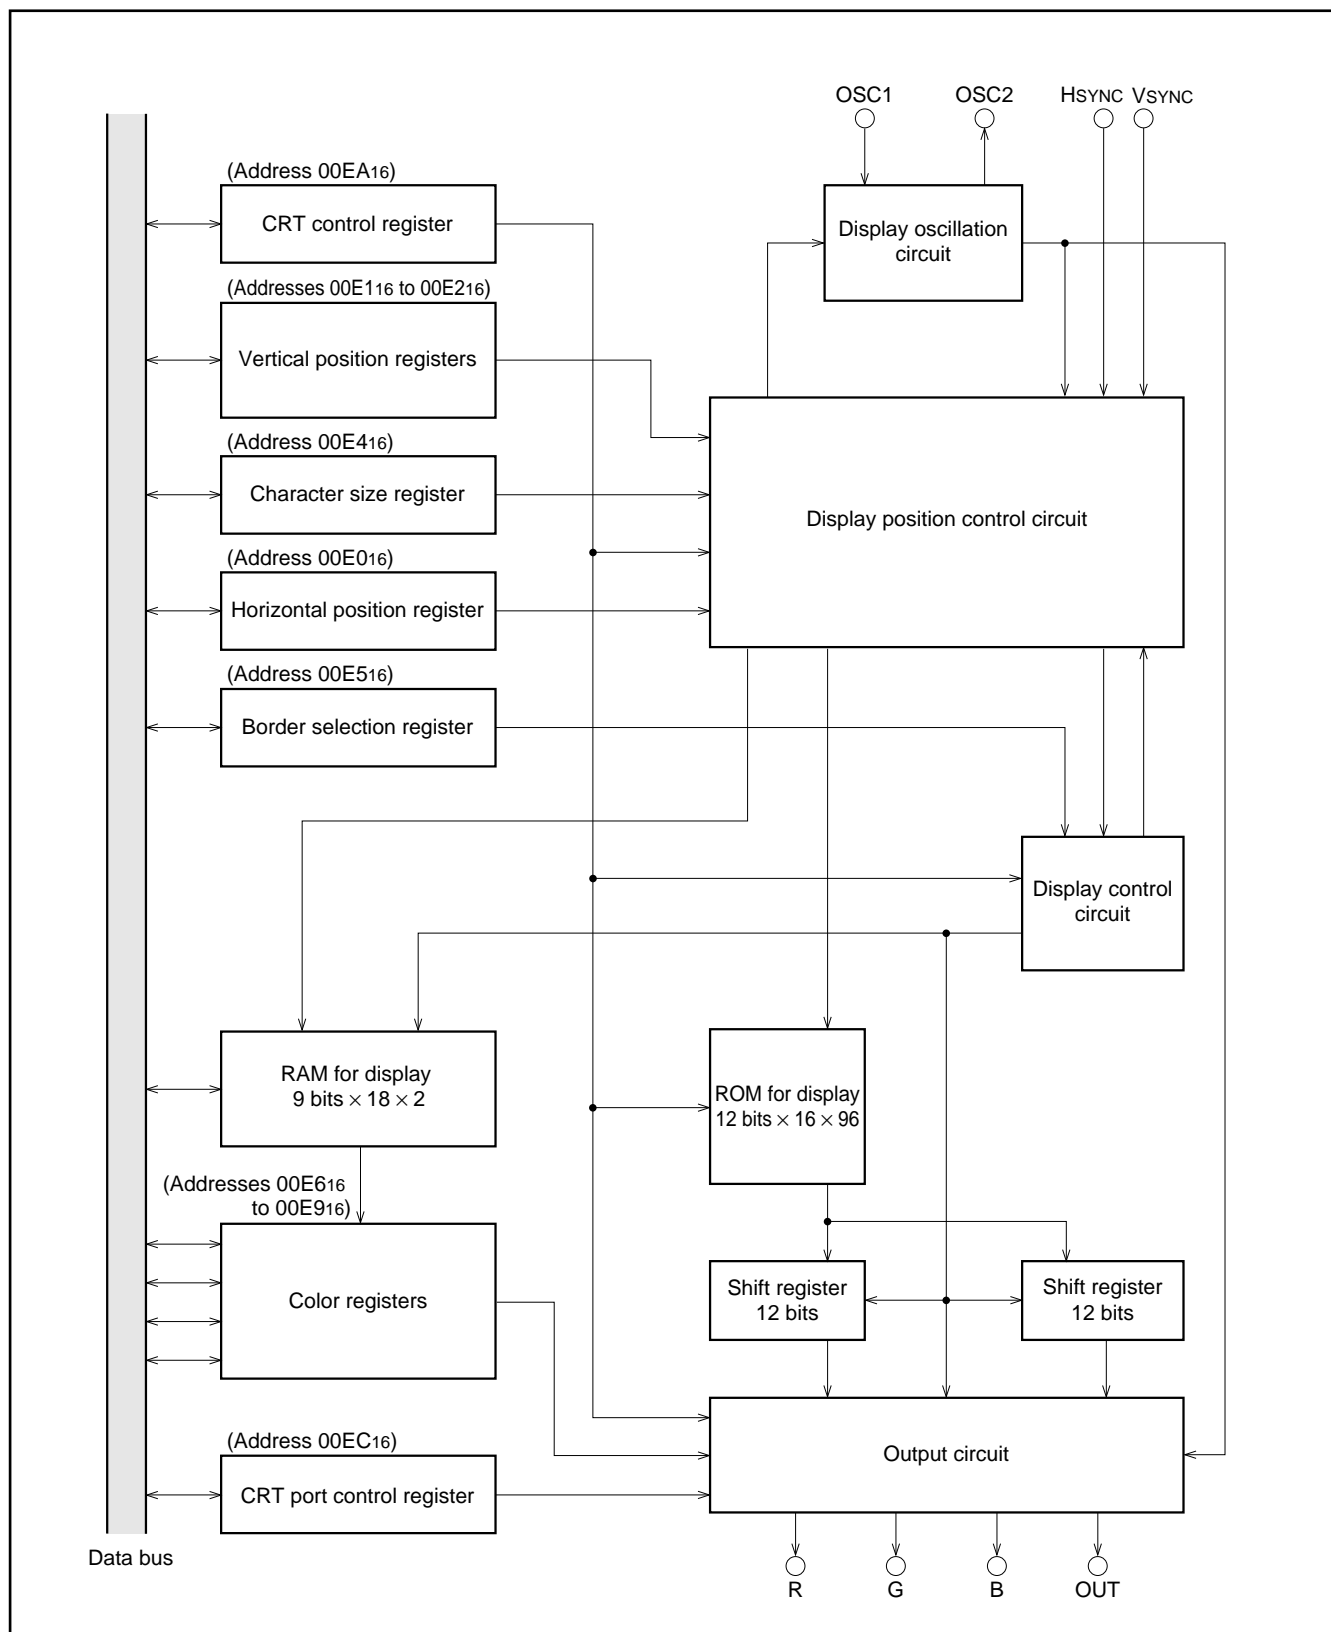 OSC1 OSC2 HSYNC VSYNC
(Address 00EA16)
CRT control register
Display oscillation
circuit
(Addresses 00E116 to 00E216)
Vertical position registers
(Address 00E416)
Character size register
Display position control circuit
(Address 00E016)
Horizontal position register
(Address 00E516)
Border selection register
Display control
circuit
RAM for display
9 bits × 18 × 2
ROM for display
12 bits × 16 × 96
(Addresses 00E616
to 00E916)
Color registers
Shift register
12 bits
Shift register
12 bits
(Address 00EC16)
CRT port control register
Output circuit
Data bus
R G B OUT